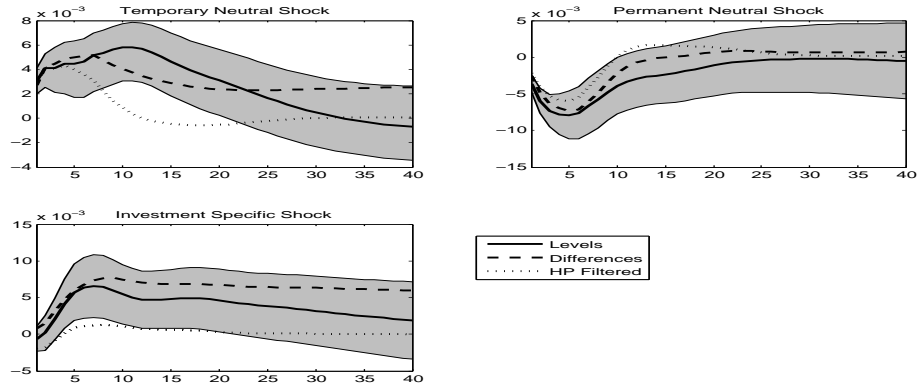 Temporary Neutral Shock
x 10⁻³
8
6
4
2
0
−2
−4
5 10 15 20 25 30 35 40
Permanent Neutral Shock
x 10⁻³
5
0
−5
−10
−15
5 10 15 20 25 30 35 40
Investment Specific Shock
x 10⁻³
15
10
5
0
−5
5 10 15 20 25 30 35 40
Levels
Differences
HP Filtered